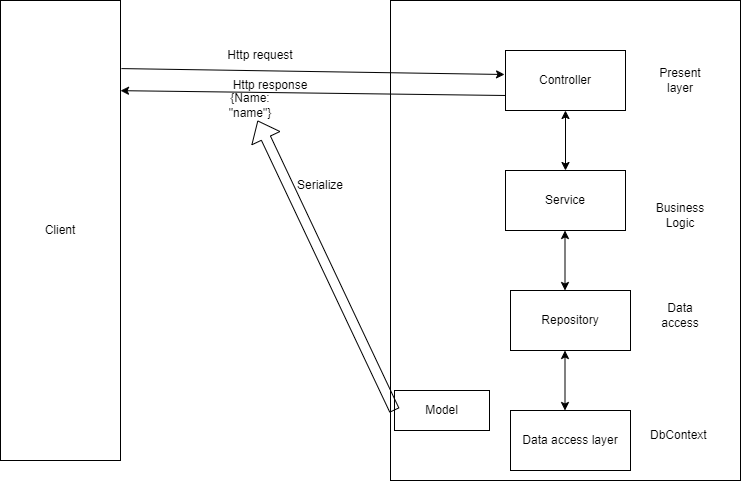 Http request
Http response
{Name:
"name"}
Serialize
Client
Controller
Present
layer
Service
Business
Logic
Repository
Data
access
Model
Data access layer
DbContext